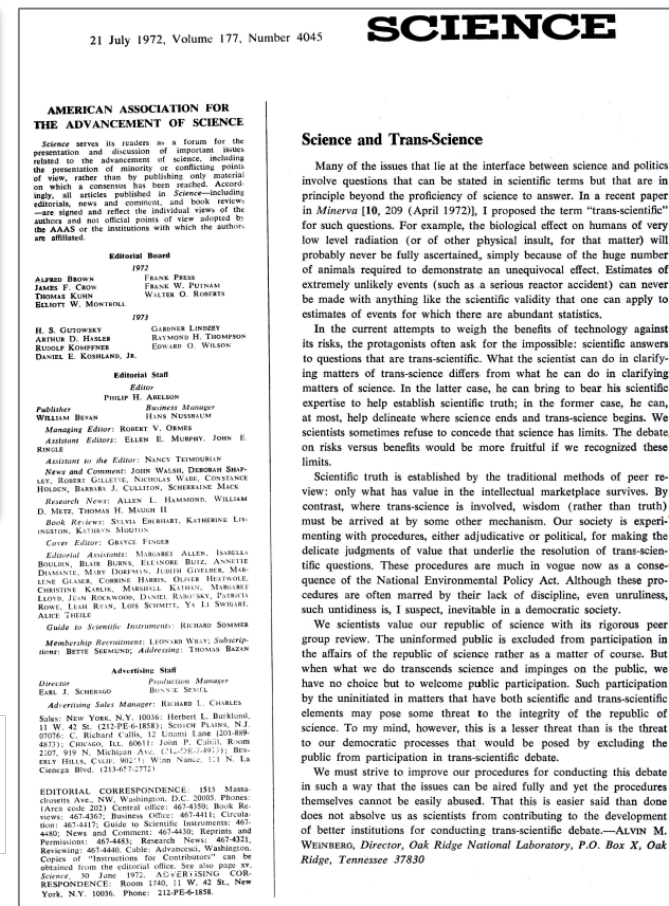 21 July 1972, Volume 177, Number 4045
SCIENCE
AMERICAN ASSOCIATION FOR
THE ADVANCEMENT OF SCIENCE
Science serves its readers as a forum for the
presentation and discussion of important issues
related to the advancement of science, including
the presentation of minority or conflicting points
of view, rather than by publishing only material
on which a consensus has been reached. Accord-
ingly, all articles published in Science—including
editorials, news and comment, and book reviews
—are signed and reflect the individual views of the
authors and not official points of view adopted by
the AAAS or the institutions with which the authors
are affiliated.
Editorial Board
1972
ALFRED BROWN FRANK PRESS
JAMES F. CROW FRANK W. PUTNAM
THOMAS KUHN WALTER O. ROBERTS
ELLIOTT W. MONTROLL
1973
H. S. GUTOWSKY GARDNER LINDZEY
ARTHUR D. HASLER RAYMOND H. THOMPSON
RUDOLF KOMPFNER EDWARD O. WILSON
DANIEL E. KOSHLAND, JR.
Editorial Staff
Editor
PHILIP H. ABELSON
Publisher Business Manager
WILLIAM BEVAN HANS NUSSBAUM
Managing Editor: ROBERT V. ORMES
Assistant Editors: ELLEN E. MURPHY, JOHN E.
RINGLE
Assistant to the Editor: NANCY TEIMOURIAN
News and Comment: JOHN WALSH, DEBORAH SHAP-
LEY, ROBERT GILLETTE, NICHOLAS WADE, CONSTANCE
HOLDEN, BARBARA J. CULLITON, SCHERRAINE MACK
Research News: ALLEN L. HAMMOND, WILLIAM
D. METZ, THOMAS H. MAUGH II
Book Reviews: SYLVIA EBERHART, KATHERINE LIV-
INGSTON, KATHRYN MOUTON
Cover Editor: GRAYCE FINGER
Editorial Assistants: MARGARET ALLEN, ISABELLA
BOULDIN, BLAIR BURNS, ELEANORE BUTZ, ANNETTE
DIAMANTE, MARY DORFMAN, JUDITH GIVELBER, MAR-
LENE GLASER, CORRINE HARRIS, OLIVER HEATWOLE,
CHRISTINE KARLIK, MARSHALL KATHAN, MARGARET
LLOYD, JEAN ROCKWOOD, DANIEL RABOVSKY, PATRICIA
ROWE, LEAH RYAN, LOIS SCHMITT, YA LI SWIGART,
ALICE THEILE
Guide to Scientific Instruments: RICHARD SOMMER
Membership Recruitment: LEONARD WRAY; Subscrip-
tions: BETTE SEEMUND; Addressing: THOMAS BAZAN
Advertising Staff
Director Production Manager
EARL J. SCHERAGO BONNIE SEMEL
Advertising Sales Manager: RICHARD L. CHARLES
Sales: NEW YORK, N.Y. 10036: Herbert L. Burklund,
11 W. 42 St. (212-PE-6-1858); SCOTCH PLAINS, N.J.
07076: C. Richard Callis, 12 Unami Lane (201-889-
4873); CHICAGO, ILL. 60611: John P. Cahill, Room
2107, 919 N. Michigan Ave. (312-DE-7-4973); BEV-
ERLY HILLS, CALIF. 90211: Winn Nance, 111 N. La
Cienega Blvd. (213-657-2772)
EDITORIAL CORRESPONDENCE: 1515 Massa-
chusetts Ave., NW, Washington, D.C. 20005. Phones:
(Area code 202) Central office: 467-4350; Book Re-
views: 467-4367; Business Office: 467-4411; Circula-
tion: 467-4417; Guide to Scientific Instruments: 467-
4480; News and Comment: 467-4430; Reprints and
Permissions: 467-4483; Research News: 467-4321,
Reviewing: 467-4440. Cable: Advancesci, Washington.
Copies of "Instructions for Contributors" can be
obtained from the editorial office. See also page xv,
Science, 30 June 1972. ADVERTISING COR-
RESPONDENCE: Room 1740, 11 W. 42 St., New
York, N.Y. 10036. Phone: 212-PE-6-1858.
Science and Trans-Science
Many of the issues that lie at the interface between science and politics
involve questions that can be stated in scientific terms but that are in
principle beyond the proficiency of science to answer. In a recent paper
in Minerva [10, 209 (April 1972)], I proposed the term "trans-scientific"
for such questions. For example, the biological effect on humans of very
low level radiation (or of other physical insult, for that matter) will
probably never be fully ascertained, simply because of the huge number
of animals required to demonstrate an unequivocal effect. Estimates of
extremely unlikely events (such as a serious reactor accident) can never
be made with anything like the scientific validity that one can apply to
estimates of events for which there are abundant statistics.
In the current attempts to weigh the benefits of technology against
its risks, the protagonists often ask for the impossible: scientific answers
to questions that are trans-scientific. What the scientist can do in clarify-
ing matters of trans-science differs from what he can do in clarifying
matters of science. In the latter case, he can bring to bear his scientific
expertise to help establish scientific truth; in the former case, he can,
at most, help delineate where science ends and trans-science begins. We
scientists sometimes refuse to concede that science has limits. The debate
on risks versus benefits would be more fruitful if we recognized these
limits.
Scientific truth is established by the traditional methods of peer re-
view: only what has value in the intellectual marketplace survives. By
contrast, where trans-science is involved, wisdom (rather than truth)
must be arrived at by some other mechanism. Our society is experi-
menting with procedures, either adjudicative or political, for making the
delicate judgments of value that underlie the resolution of trans-scien-
tific questions. These procedures are much in vogue now as a conse-
quence of the National Environmental Policy Act. Although these pro-
cedures are often marred by their lack of discipline, even unruliness,
such untidiness is, I suspect, inevitable in a democratic society.
We scientists value our republic of science with its rigorous peer
group review. The uninformed public is excluded from participation in
the affairs of the republic of science rather as a matter of course. But
when what we do transcends science and impinges on the public, we
have no choice but to welcome public participation. Such participation
by the uninitiated in matters that have both scientific and trans-scientific
elements may pose some threat to the integrity of the republic of
science. To my mind, however, this is a lesser threat than is the threat
to our democratic processes that would be posed by excluding the
public from participation in trans-scientific debate.
We must strive to improve our procedures for conducting this debate
in such a way that the issues can be aired fully and yet the procedures
themselves cannot be easily abused. That this is easier said than done
does not absolve us as scientists from contributing to the development
of better institutions for conducting trans-scientific debate.—ALVIN M.
WEINBERG, Director, Oak Ridge National Laboratory, P.O. Box X, Oak
Ridge, Tennessee 37830